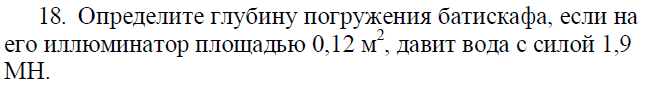 18. Определите глубину погружения батискафа, если на
его иллюминатор площадью 0,12 м², давит вода с силой 1,9
МН.